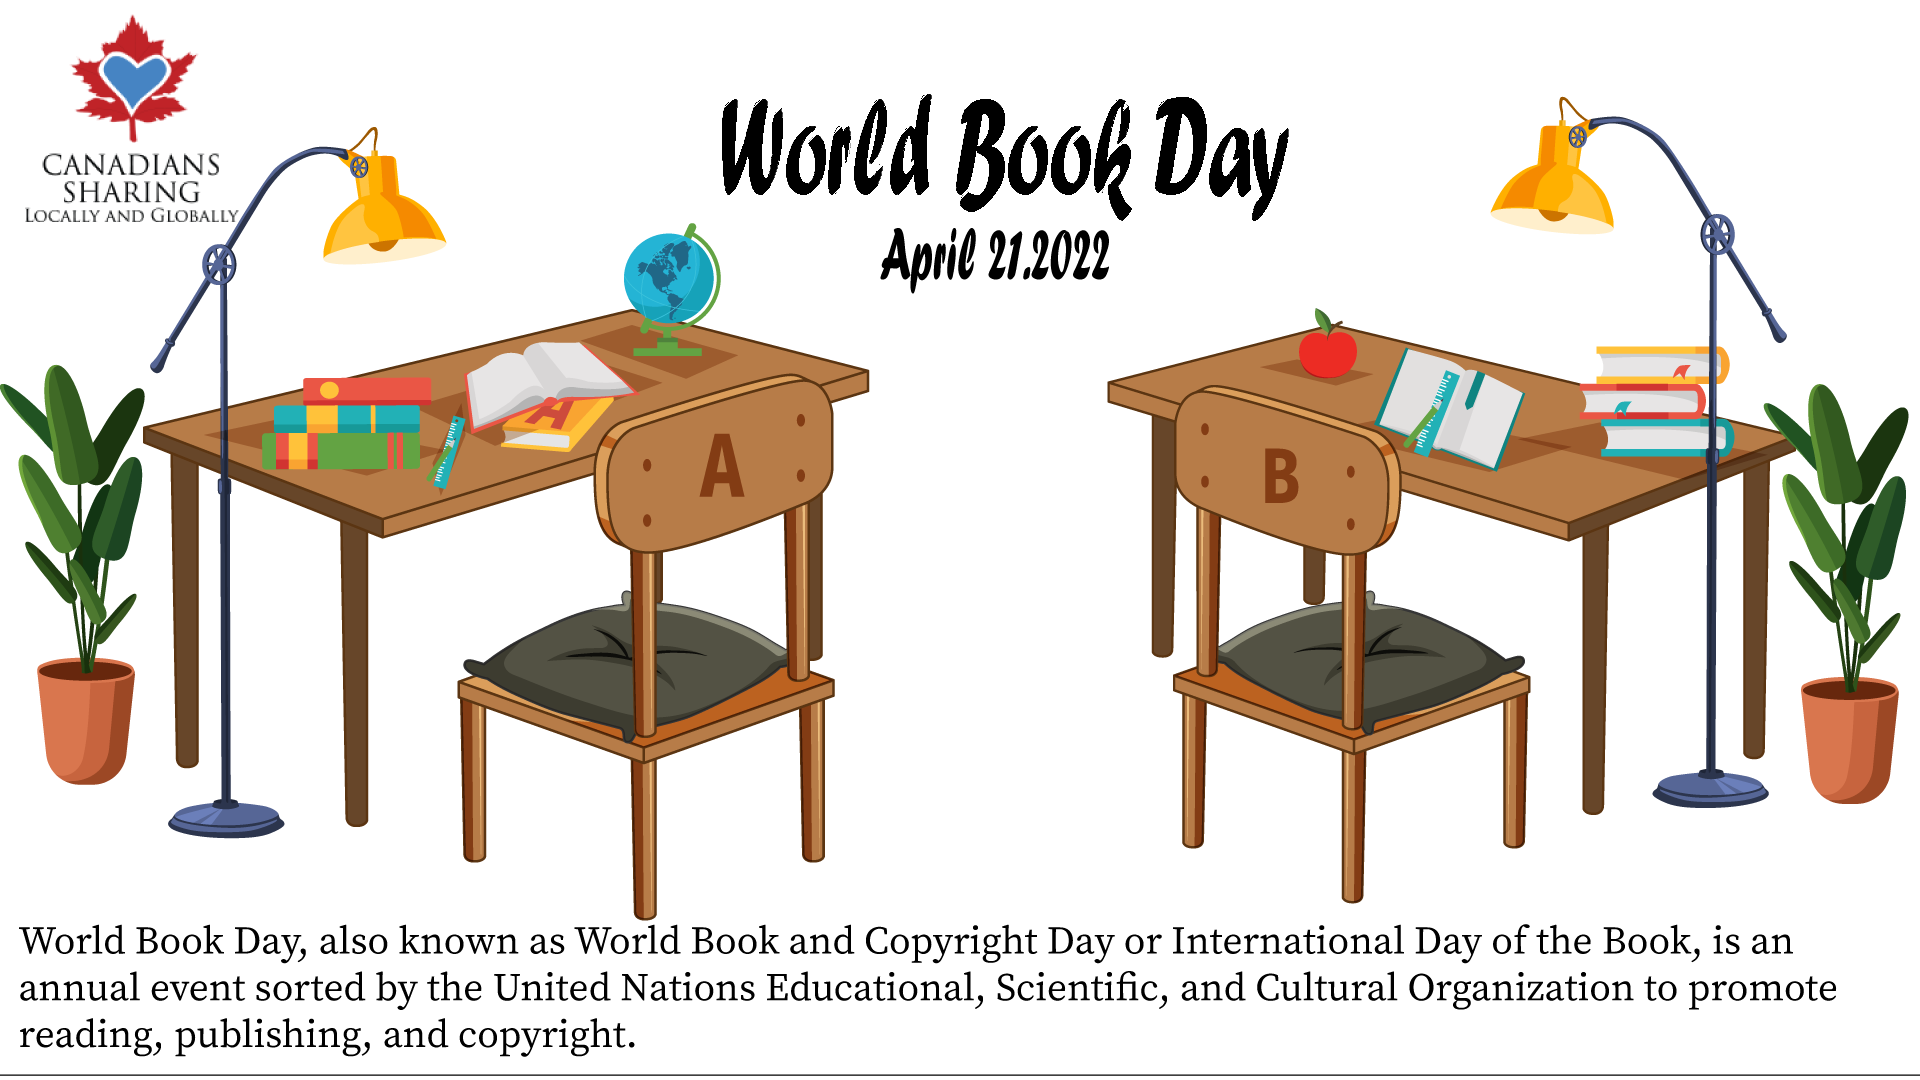 CANADIANS
SHARING
LOCALLY AND GLOBALLY
World Book Day
April 21.2022
A
A
B
World Book Day, also known as World Book and Copyright Day or International Day of the Book, is an
annual event sorted by the United Nations Educational, Scientific, and Cultural Organization to promote
reading, publishing, and copyright.